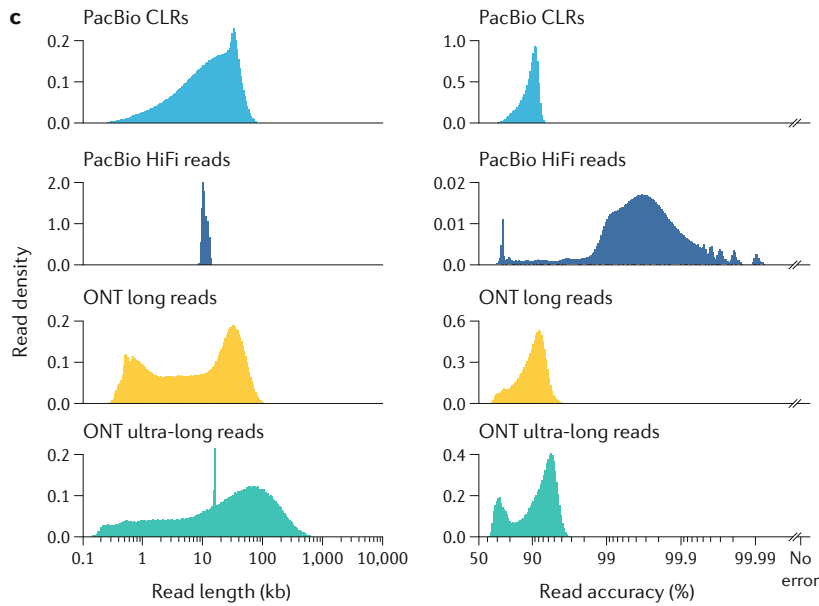 c
PacBio CLRs
0.2
0.1
0.0
PacBio CLRs
1.0
0.5
0.0
PacBio HiFi reads
2.0
1.0
0.0
PacBio HiFi reads
0.02
0.01
0.00
Read density
ONT long reads
0.2
0.1
0.0
ONT long reads
0.6
0.3
0.0
ONT ultra-long reads
0.2
0.1
0.0
0.1 1 10 100 1,000 10,000
Read length (kb)
ONT ultra-long reads
0.4
0.2
0.0
50 90 99 99.9 99.99 No
error
Read accuracy (%)